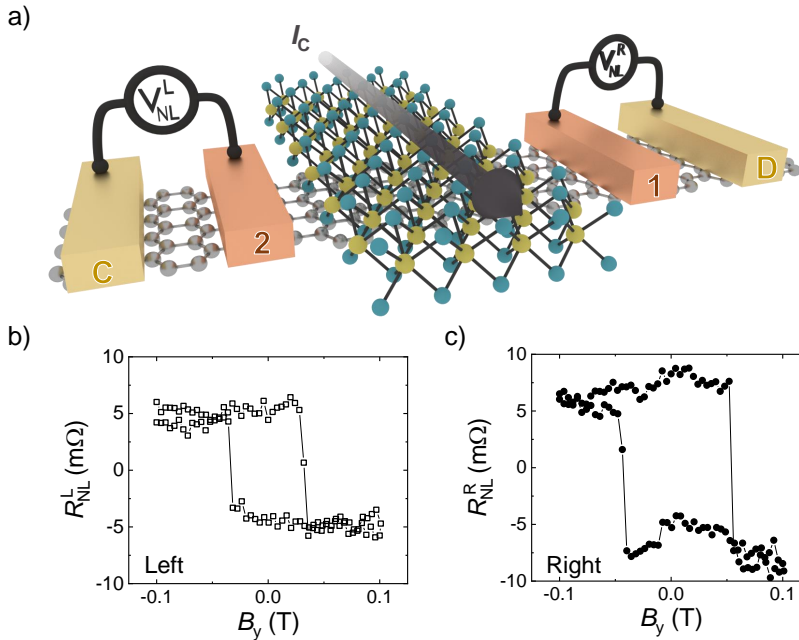 a)
I_C
V_NL^L
V_NL^R
C
2
1
D
b)
c)
10
5
0
-5
-10
R_NL^L (mΩ)
Left
-0.1
0.0
0.1
B_y (T)
10
5
0
-5
-10
R_NL^R (mΩ)
Right
-0.1
0.0
0.1
B_y (T)